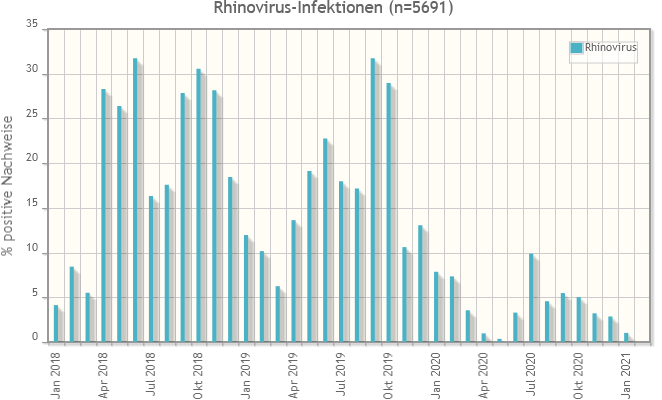 Rhinovirus-Infektionen (n=5691)
Rhinovirus
% positive Nachweise
35
30
25
20
15
10
5
0
Jan 2018
Apr 2018
Jul 2018
Okt 2018
Jan 2019
Apr 2019
Jul 2019
Okt 2019
Jan 2020
Apr 2020
Jul 2020
Okt 2020
Jan 2021